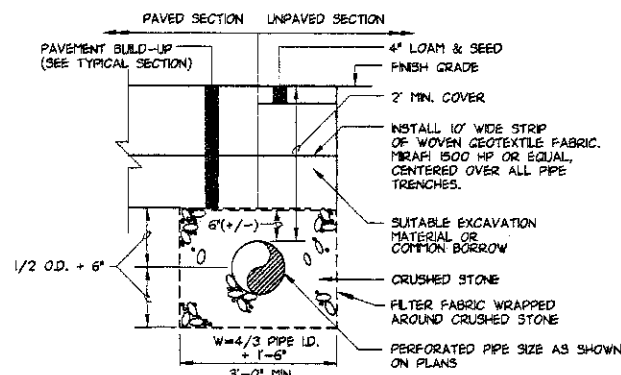 PAVED SECTION
UNPAVED SECTION
PAVEMENT BUILD-UP
(SEE TYPICAL SECTION)
4" LOAM & SEED
FINISH GRADE
2' MIN. COVER
INSTALL 10' WIDE STRIP
OF WOVEN GEOTEXTILE FABRIC.
MIRAFI 1500 HP OR EQUAL,
CENTERED OVER ALL PIPE
TRENCHES.
6"(+/-)
SUITABLE EXCAVATION
MATERIAL OR
COMMON BORROW
1/2 O.D. + 6"
CRUSHED STONE
FILTER FABRIC WRAPPED
AROUND CRUSHED STONE
W=4/3 PIPE I.D.
+ 1'-6"
3'-0" MIN.
PERFORATED PIPE SIZE AS SHOWN
ON PLANS